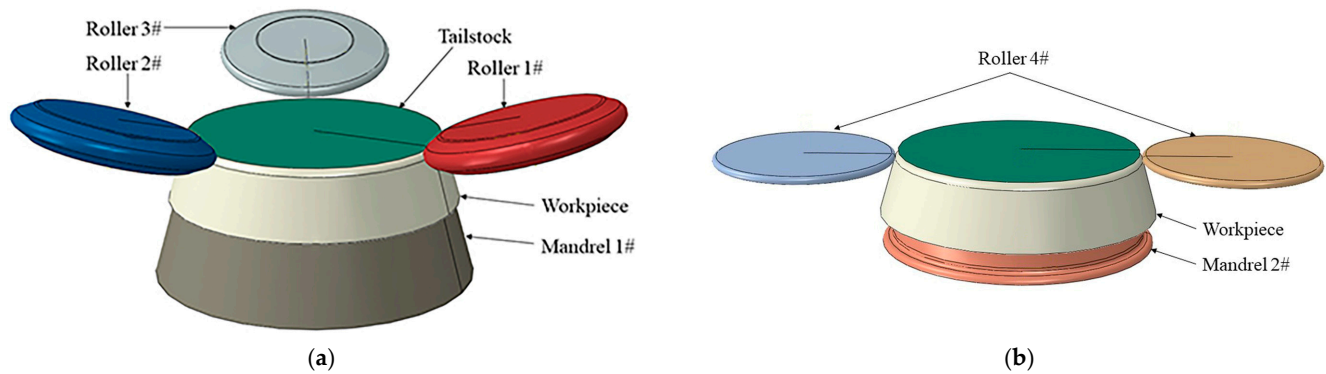 Roller 3#
Tailstock
Roller 2#
Roller 1#
Workpiece
Mandrel 1#
(a)
Roller 4#
Workpiece
Mandrel 2#
(b)